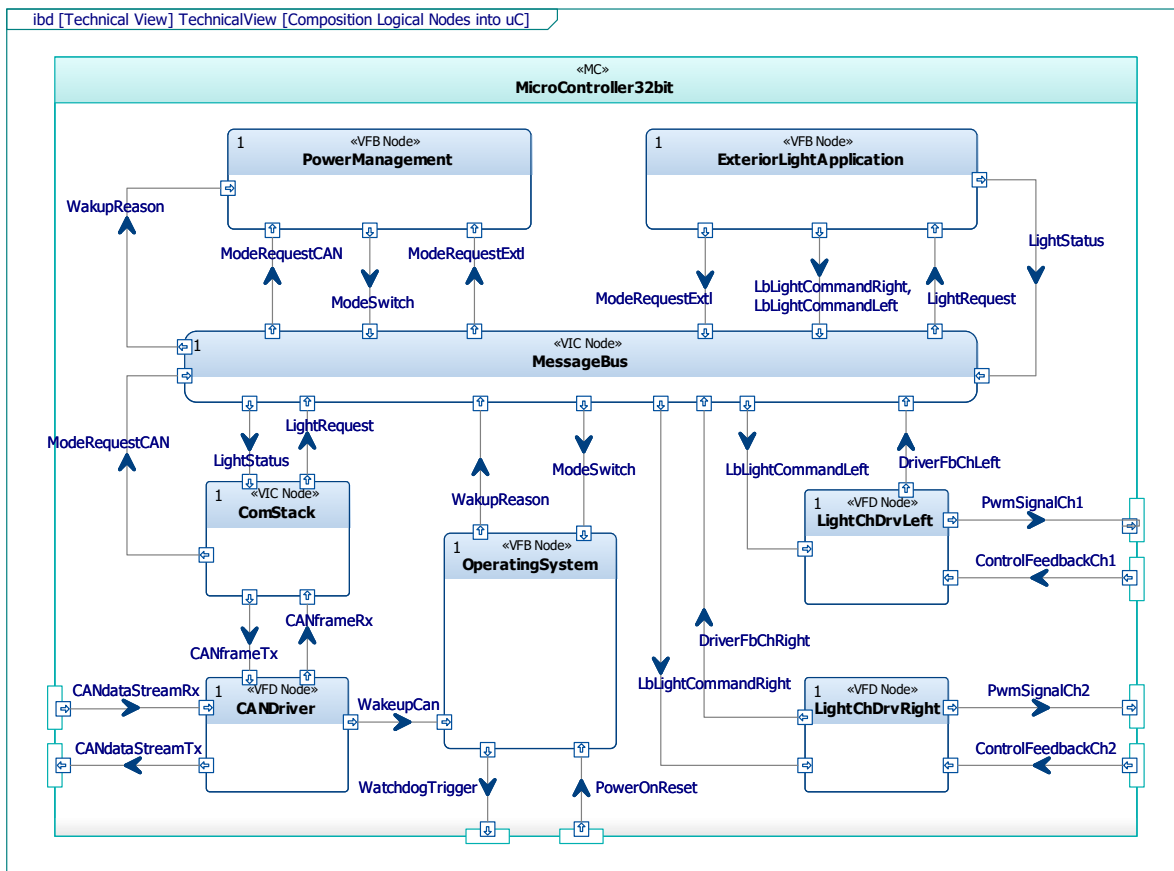 ibd [Technical View] TechnicalView [Composition Logical Nodes into uC]
«MC»
MicroController32bit
1
«VFB Node»
PowerManagement
1
«VFB Node»
ExteriorLightApplication
WakupReason
ModeRequestCAN
ModeSwitch
ModeRequestExtl
ModeRequestExtl
LbLightCommandRight,
LbLightCommandLeft
LightRequest
LightStatus
1
«VIC Node»
MessageBus
ModeRequestCAN
LightStatus
LightRequest
WakupReason
ModeSwitch
LbLightCommandLeft
DriverFbChLeft
1
«VIC Node»
ComStack
1
«VFB Node»
OperatingSystem
1
«VFD Node»
LightChDrvLeft
PwmSignalCh1
ControlFeedbackCh1
CANframeTx
CANframeRx
DriverFbChRight
LbLightCommandRight
CANdataStreamRx
CANdataStreamTx
1
«VFD Node»
CANDriver
WakeupCan
1
«VFD Node»
LightChDrvRight
PwmSignalCh2
ControlFeedbackCh2
WatchdogTrigger
PowerOnReset